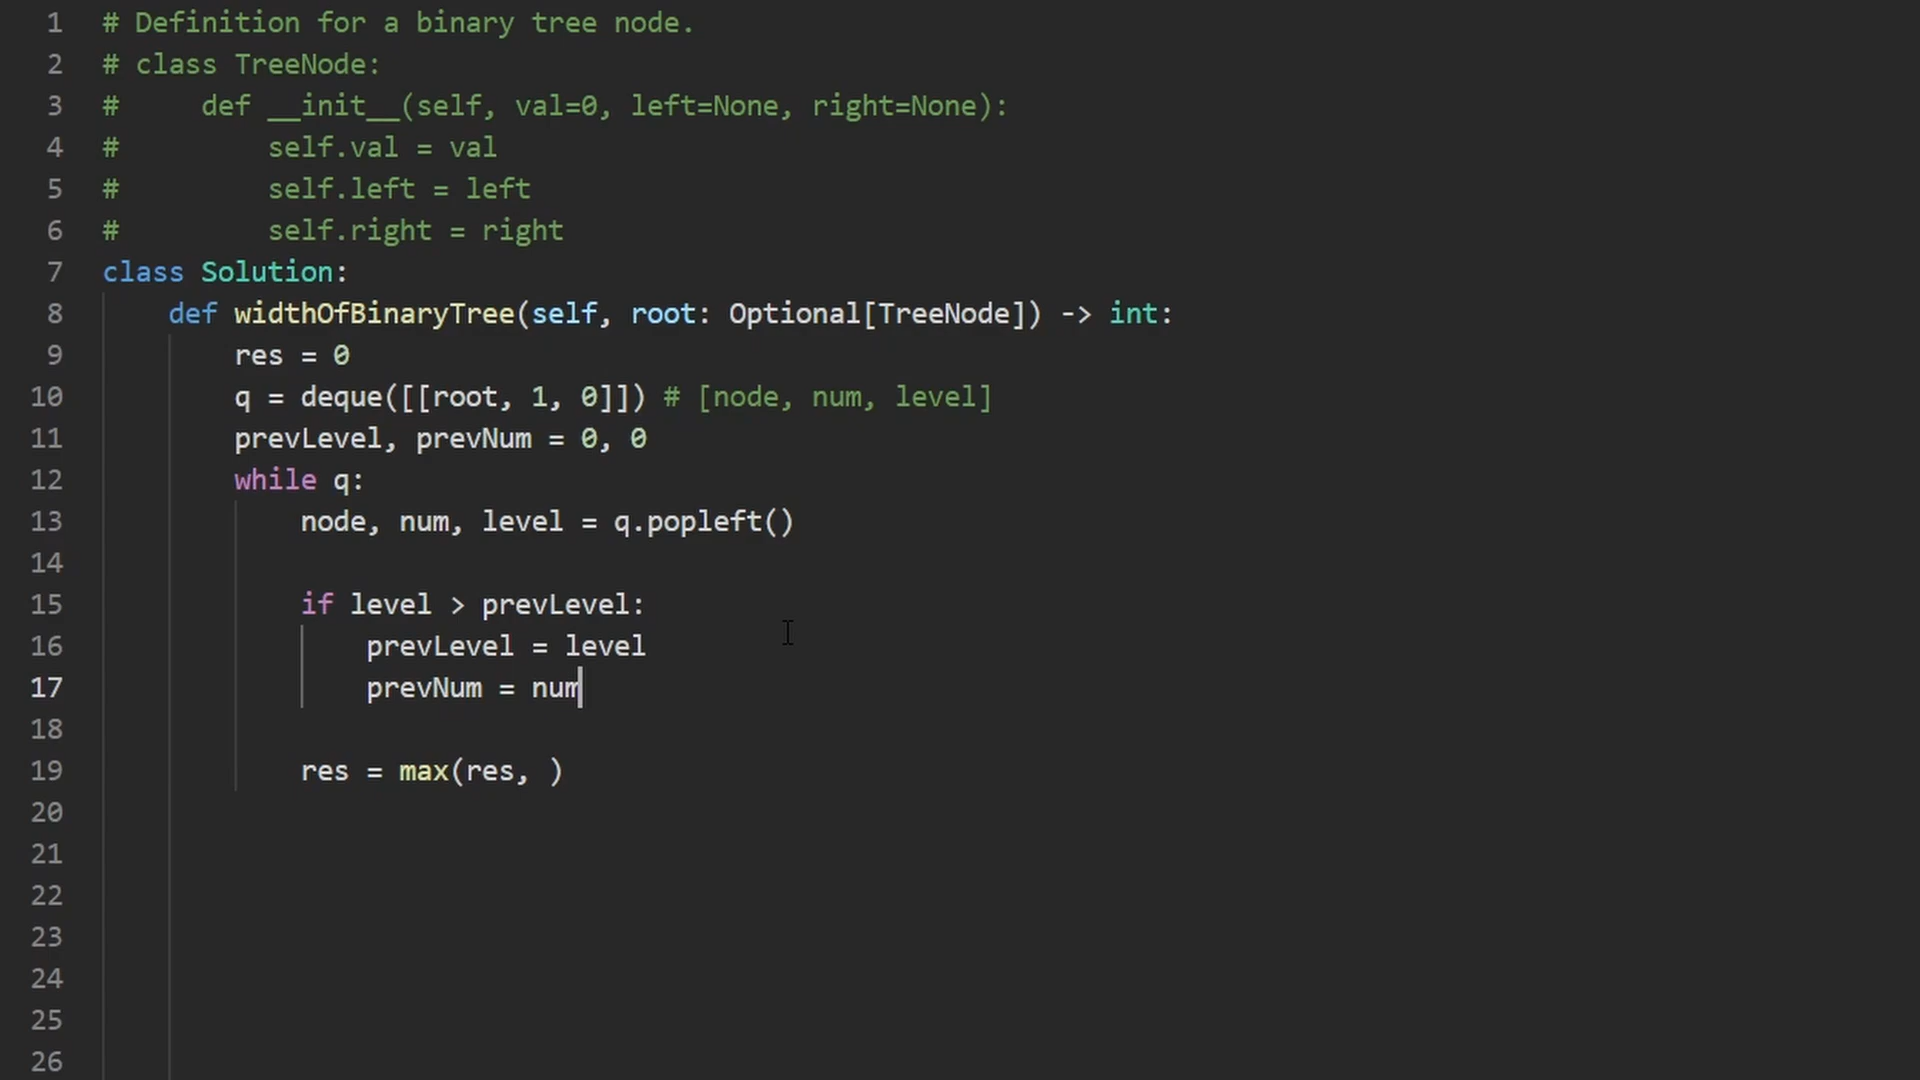 1 # Definition for a binary tree node.
2 # class TreeNode:
3 #     def __init__(self, val=0, left=None, right=None):
4 #         self.val = val
5 #         self.left = left
6 #         self.right = right
7 class Solution:
8     def widthOfBinaryTree(self, root: Optional[TreeNode]) -> int:
9         res = 0
10         q = deque([[root, 1, 0]]) # [node, num, level]
11         prevLevel, prevNum = 0, 0
12         while q:
13             node, num, level = q.popleft()
14
15             if level > prevLevel:
16                 prevLevel = level
17                 prevNum = num
18
19             res = max(res, )
20
21
22
23
24
25
26